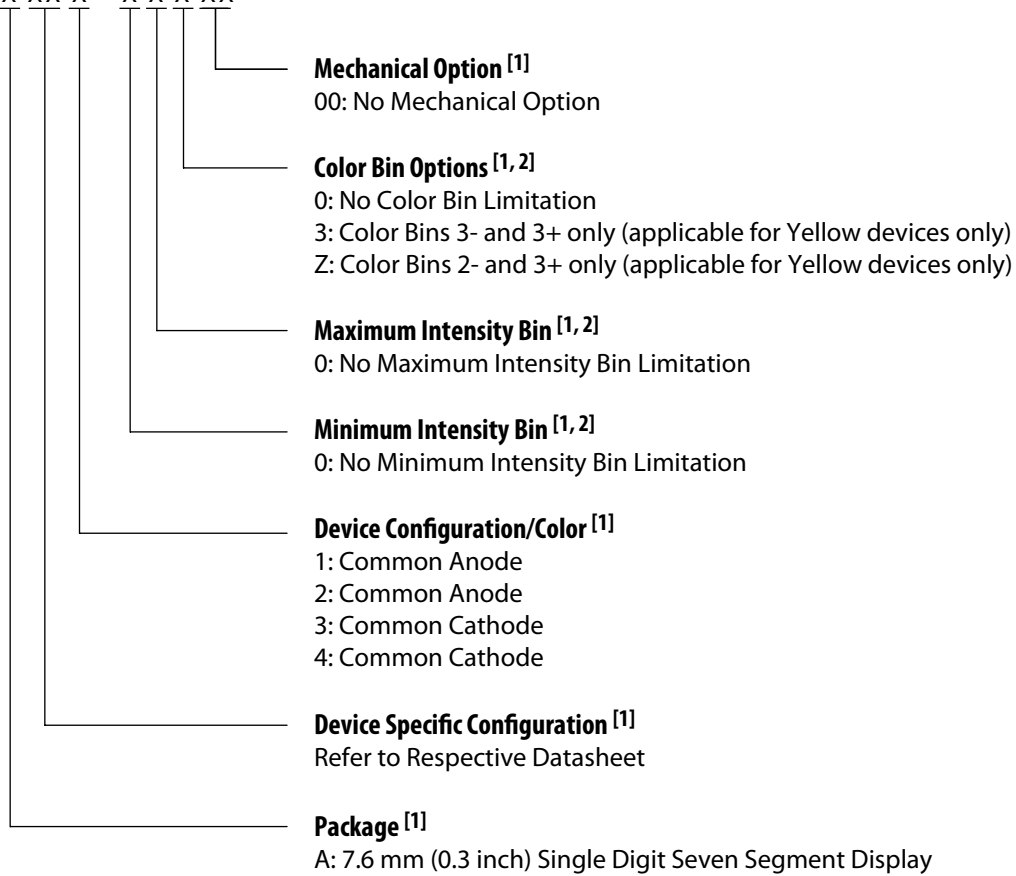 Mechanical Option [1]
00: No Mechanical Option
Color Bin Options [1, 2]
0: No Color Bin Limitation
3: Color Bins 3- and 3+ only (applicable for Yellow devices only)
Z: Color Bins 2- and 3+ only (applicable for Yellow devices only)
Maximum Intensity Bin [1, 2]
0: No Maximum Intensity Bin Limitation
Minimum Intensity Bin [1, 2]
0: No Minimum Intensity Bin Limitation
Device Configuration/Color [1]
1: Common Anode
2: Common Anode
3: Common Cathode
4: Common Cathode
Device Specific Configuration [1]
Refer to Respective Datasheet
Package [1]
A: 7.6 mm (0.3 inch) Single Digit Seven Segment Display